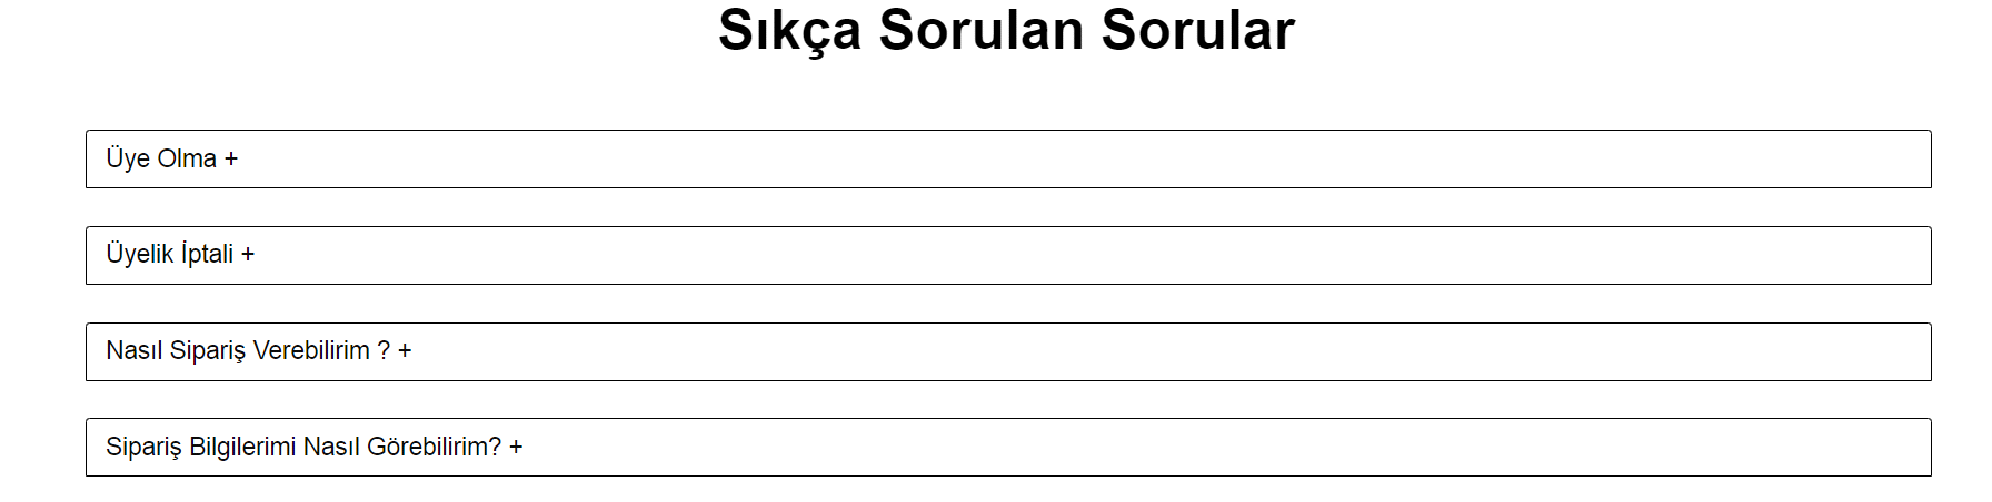 Sıkça Sorulan Sorular
Üye Olma +
Üyelik İptali +
Nasıl Sipariş Verebilirim ? +
Sipariş Bilgilerimi Nasıl Görebilirim? +